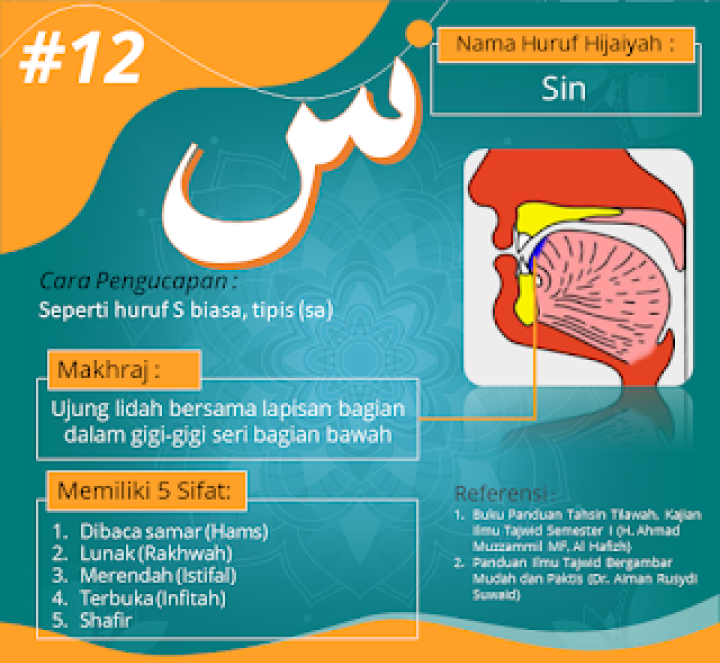 #12
Nama Huruf Hijaiyah :
Sin
س
Cara Pengucapan :
Seperti huruf S biasa, tipis (sa)
Makhraj :
Ujung lidah bersama lapisan bagian
dalam gigi-gigi seri bagian bawah
Memiliki 5 Sifat:
1. Dibaca samar (Hams)
2. Lunak (Rakhwah)
3. Merendah (Istifal)
4. Terbuka (Infitah)
5. Shafir
Referensi:
1. Buku Panduan Tahsin Tilawah, Kajian
Ilmu Tajwid Semester I (H. Ahmad
Muzzammil MF, Al Hafizh)
2. Panduan Ilmu Tajwid Bergambar
Mudah dan Paktis (Dr. Aiman Rusydi
Suwaid)